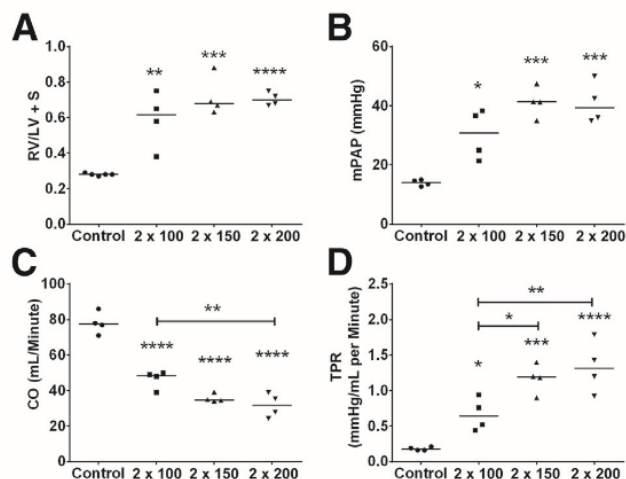 A
RV/LV + S
1.0
0.8
0.6
0.4
0.2
0.0
**
***
****
Control 2 x 100 2 x 150 2 x 200
B
mPAP (mmHg)
60
40
20
0
*
***
***
Control 2 x 100 2 x 150 2 x 200
C
CO (mL/Minute)
100
80
60
40
20
0
**
****
****
****
Control 2 x 100 2 x 150 2 x 200
D
TPR
(mmHg/mL per Minute)
2.5
2.0
1.5
1.0
0.5
0.0
**
*
****
***
*
Control 2 x 100 2 x 150 2 x 200